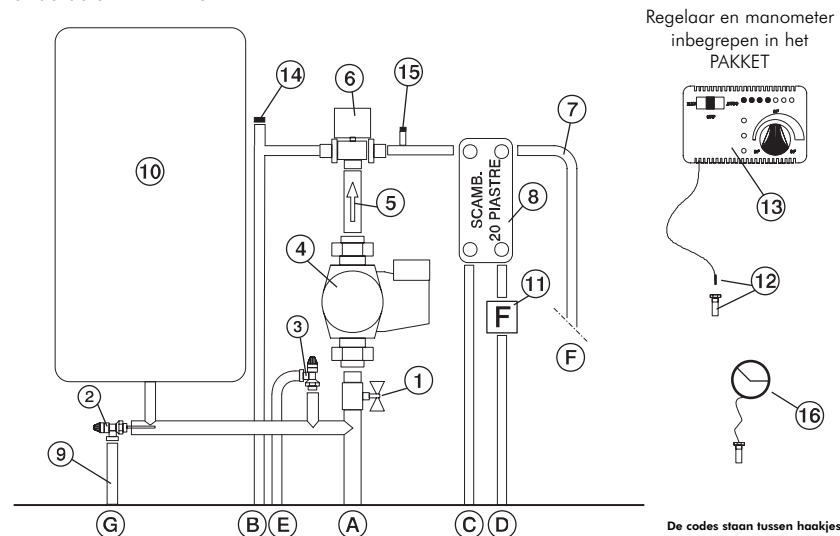 Regelaar en manometer
inbegrepen in het
PAKKET
14
6
15
7
10
5
SCAMB.
20 PIASTRE
8
13
4
11
F
12
3
F
2
1
16
9
G
B
E
A
C
D
De codes staan tussen haakjes